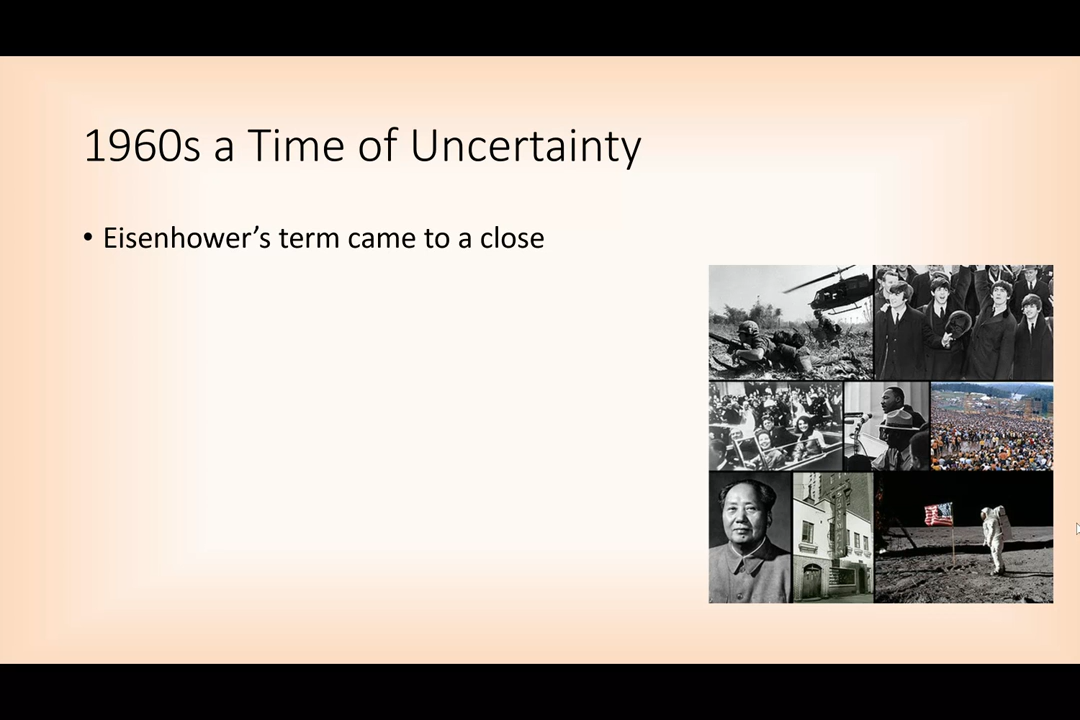 1960s a Time of Uncertainty
• Eisenhower’s term came to a close